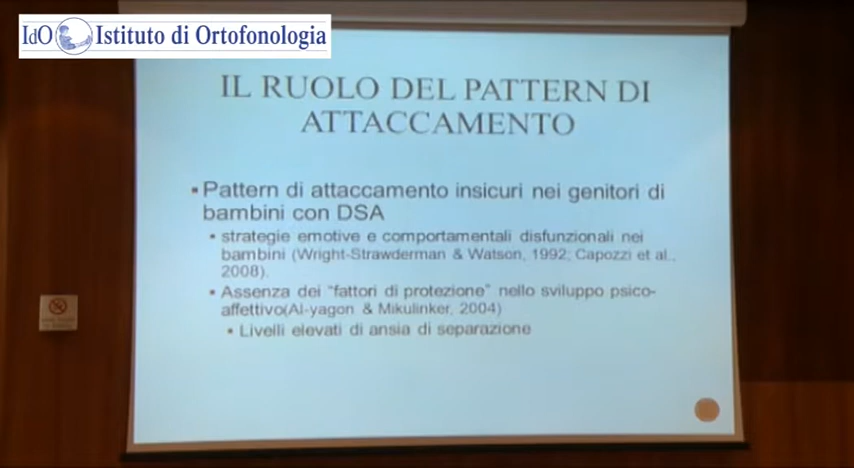 IdO Istituto di Ortofonologia
IL RUOLO DEL PATTERN DI
ATTACCAMENTO
▪ Pattern di attaccamento insicuri nei genitori di
bambini con DSA
▪ strategie emotive e comportamentali disfunzionali nei
bambini (Wright-Strawderman & Watson, 1992; Capozzi et al.,
2008).
▪ Assenza dei "fattori di protezione" nello sviluppo psico-
affettivo(Al-yagon & Mikulinker, 2004)
▪ Livelli elevati di ansia di separazione